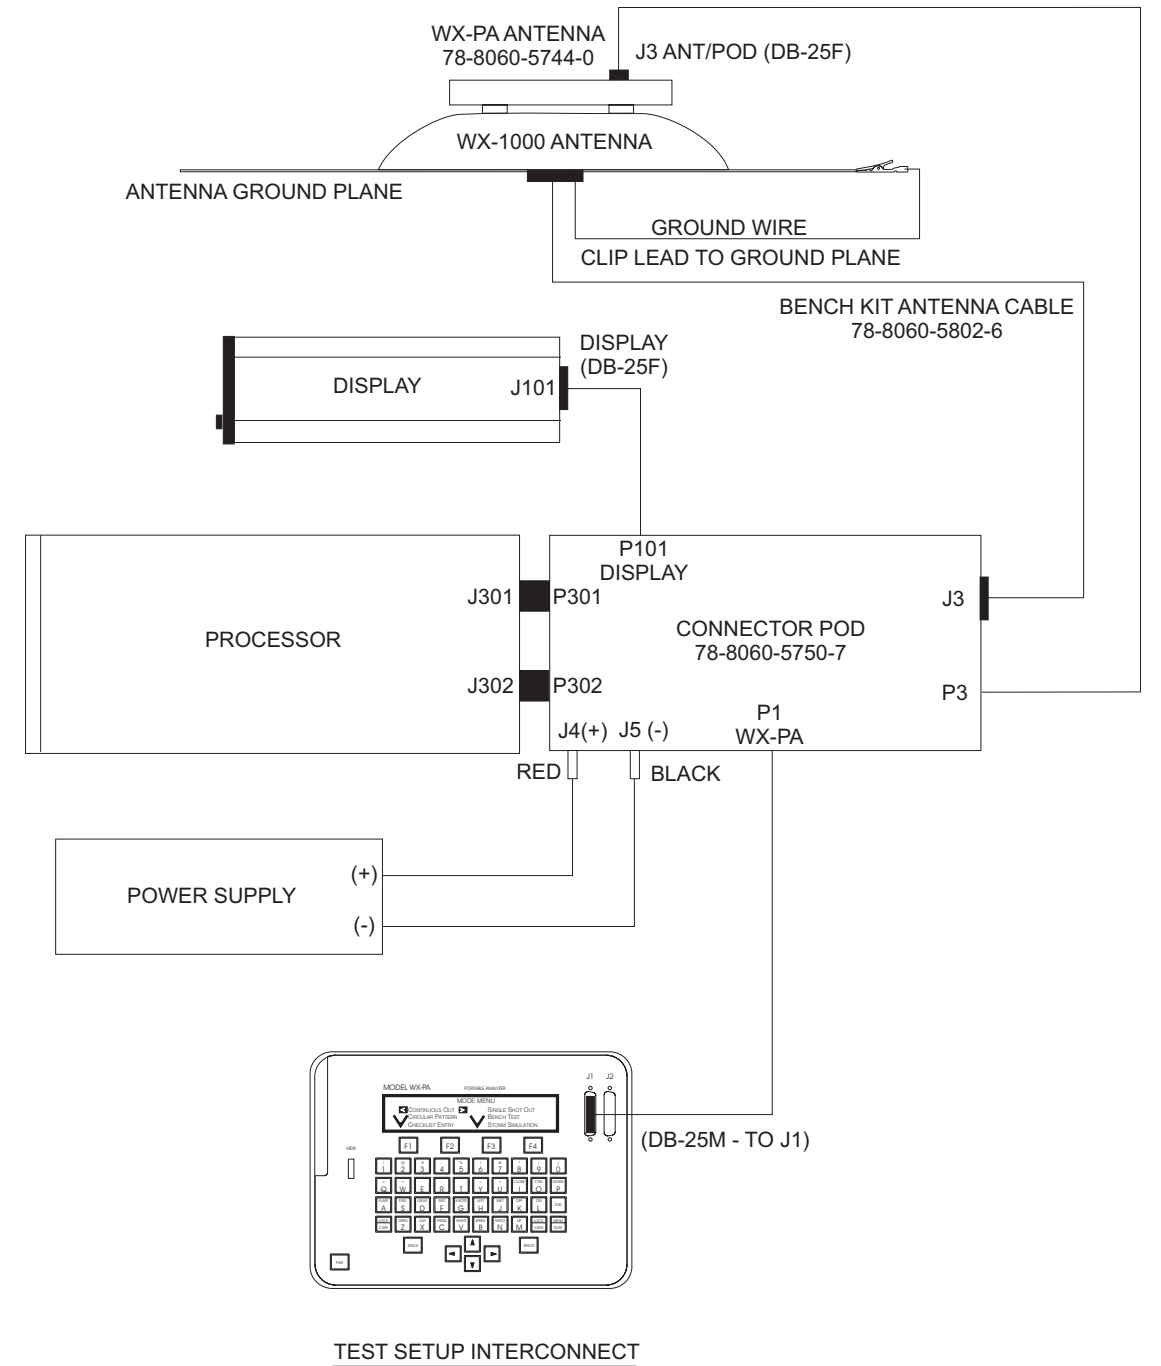 WX-PA ANTENNA
78-8060-5744-0
J3 ANT/POD (DB-25F)
WX-1000 ANTENNA
ANTENNA GROUND PLANE
GROUND WIRE
CLIP LEAD TO GROUND PLANE
BENCH KIT ANTENNA CABLE
78-8060-5802-6
DISPLAY
(DB-25F)
DISPLAY
J101
P101
DISPLAY
J301
P301
J3
PROCESSOR
CONNECTOR POD
78-8060-5750-7
J302
P302
P3
J4(+)
J5 (-)
P1
WX-PA
RED
BLACK
POWER SUPPLY
(+)
(-)
J1
J2
MODEL WX-PA
PORTABLE ANALYZER
MODE MENU
CONTINUOUS OUT
SINGLE SHOT OUT
CIRCULAR PATTERN
BENCH TEST
CHECKLIST ENTRY
STORM SIMULATION
(DB-25M - TO J1)
VIEW
F1
F2
F3
F4
1 2 3 4 5 6 7 8 9 0
Q W E R T Y U I O P
A S D F G H J K L
Z X C V B N M
SPACE
SPACE
PWR
TEST SETUP INTERCONNECT